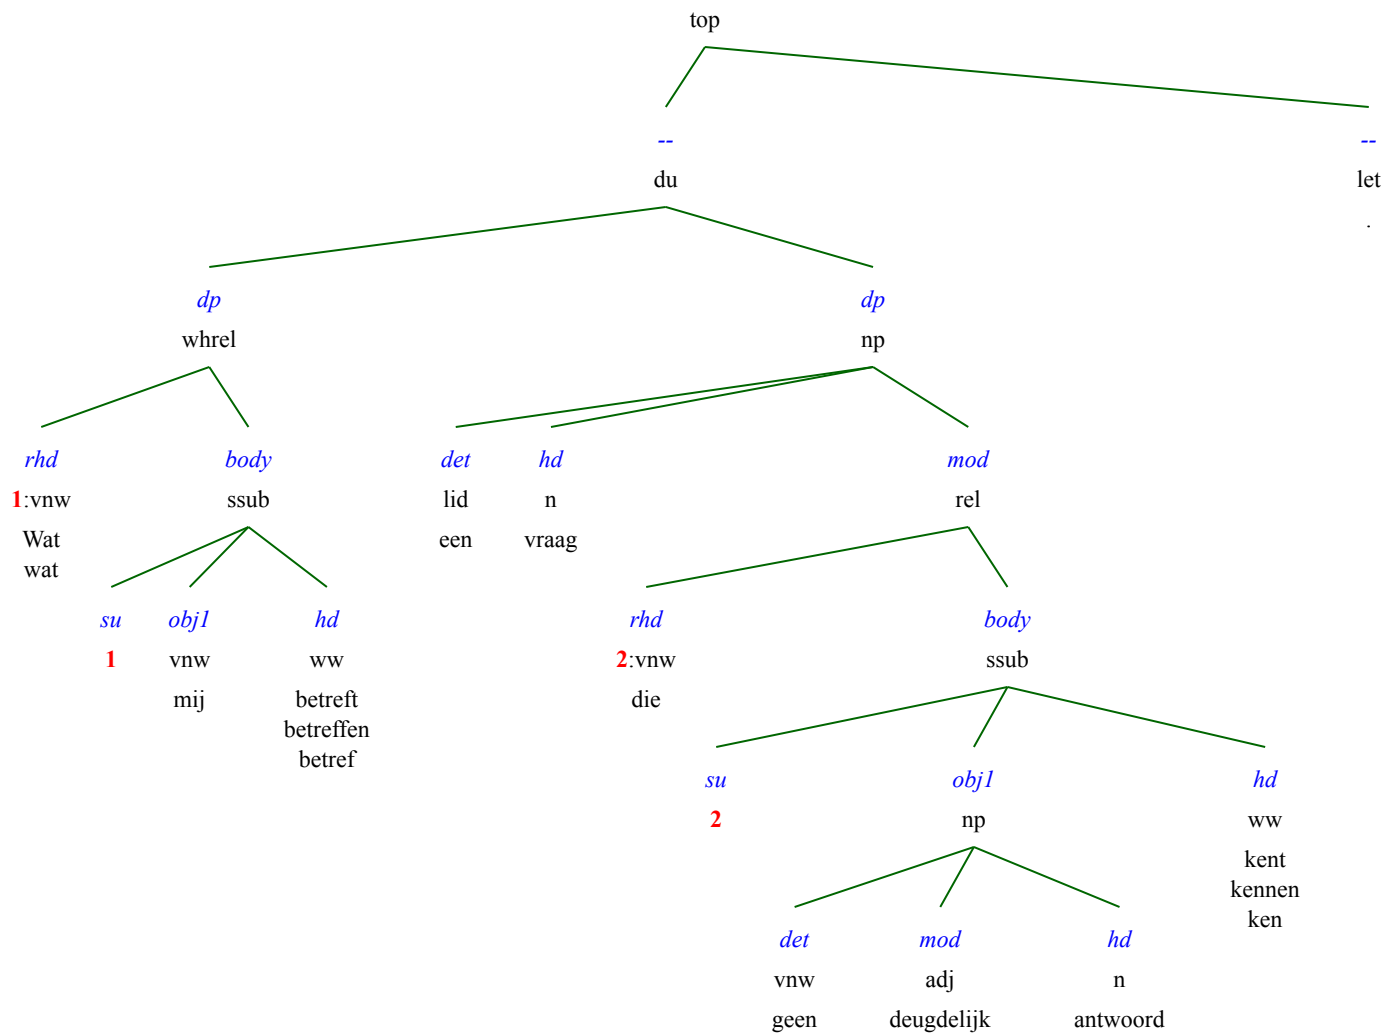 top
-- --
du let
.
dp dp
whrel np
rhd body det hd mod
1:vnw ssub lid n rel
Wat een vraag
wat
su obj1 hd rhd body
1 vnw ww 2:vnw ssub
mij betreft die
betreffen
betref
su obj1 hd
2 np ww
kent
kennen
ken
det mod hd
vnw adj n
geen deugdelijk antwoord